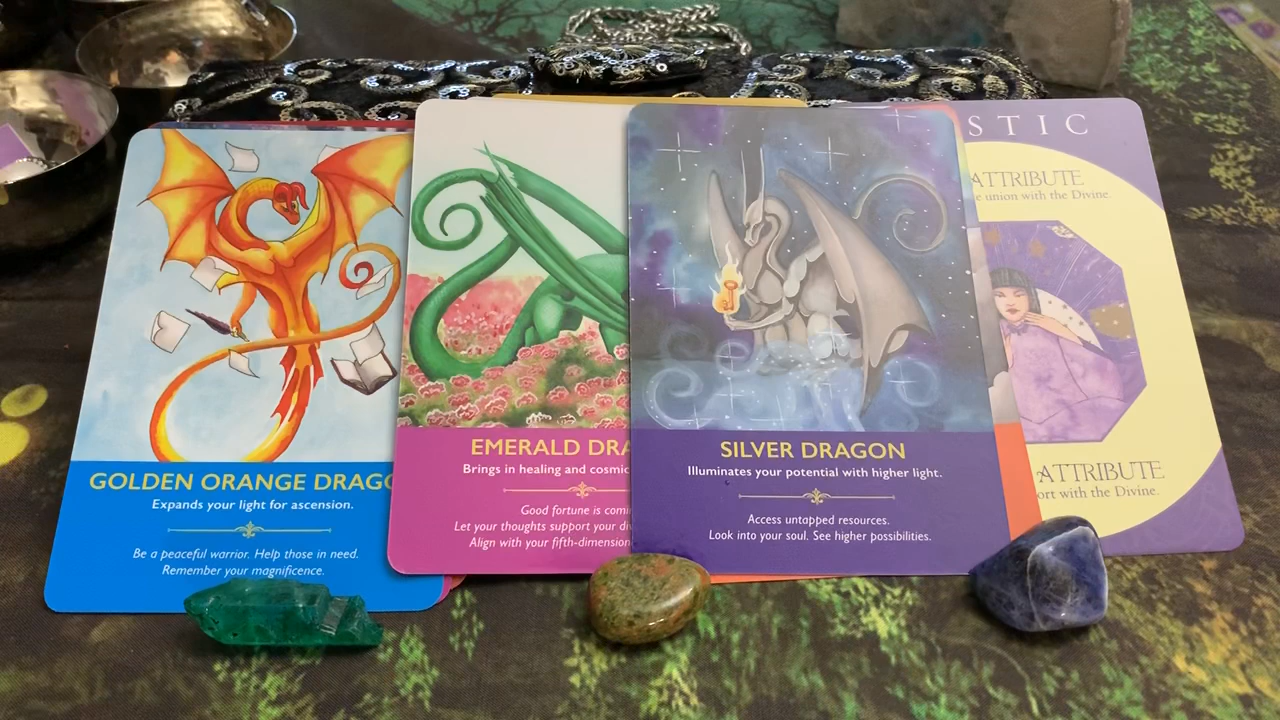 GOLDEN ORANGE DRAGO
Expands your light for ascension.
Be a peaceful warrior. Help those in need.
Remember your magnificence.
EMERALD DRA
Brings in healing and cosmic
Good fortune is comi
Let your thoughts support your di
Align with your fifth-dimension
SILVER DRAGON
Illuminates your potential with higher light.
Access untapped resources.
Look into your soul. See higher possibilities.
STIC
ATTRIBUTE
e union with the Divine.
ATTRIBUTE
ort with the Divine.